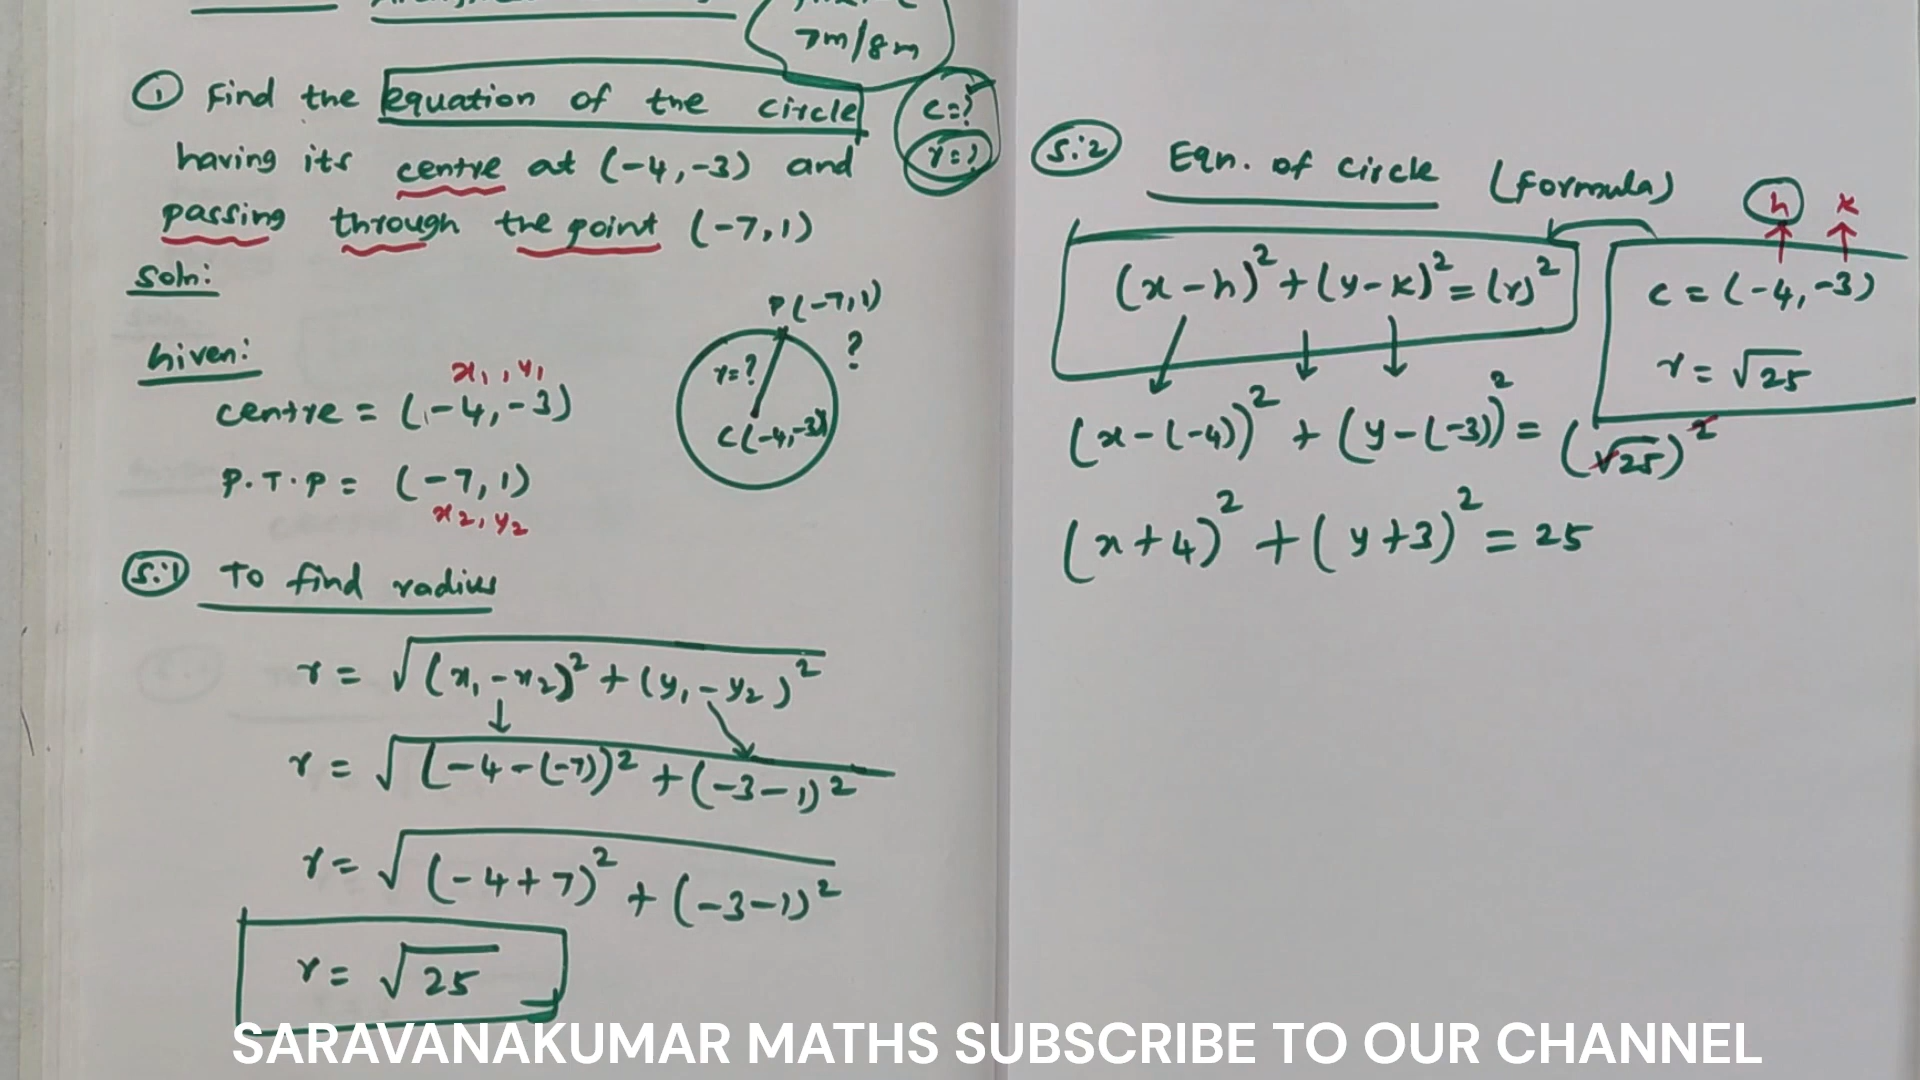 7m/8m
① Find the equation of the circle
c=?
having its centre at (-4,-3) and
r=?
passing through the point (-7,1)
Soln:
P(-7,1)
?
r=?
C(-4,-3)
Given:
x₁, y₁
centre = (-4,-3)
P.T.P = (-7,1)
x₂, y₂
S:1 To find radius
r = √(x₁-x₂)² + (y₁-y₂)²
r = √(-4-(-7))² + (-3-1)²
r = √(-4+7)² + (-3-1)²
r = √25
S:2 Eqn. of circle (formula)
h k
(x-h)² + (y-k)² = (r)²
c = (-4,-3)
r = √25
(x-(-4))² + (y-(-3))² = (√25)²
(x+4)² + (y+3)² = 25
SARAVANAKUMAR MATHS SUBSCRIBE TO OUR CHANNEL